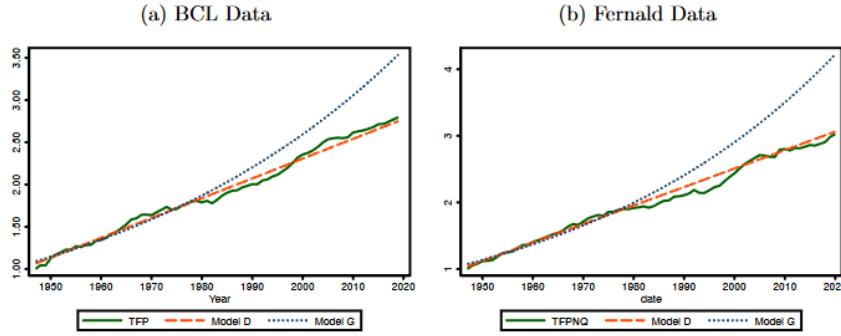 (a) BCL Data
3.50
3.00
2.50
2.00
1.50
1.00
1950 1960 1970 1980 1990 2000 2010 2020
Year
TFP Model D Model G
(b) Fernald Data
4
3
2
1
1950 1960 1970 1980 1990 2000 2010 202
date
TFPNQ Model D Model G